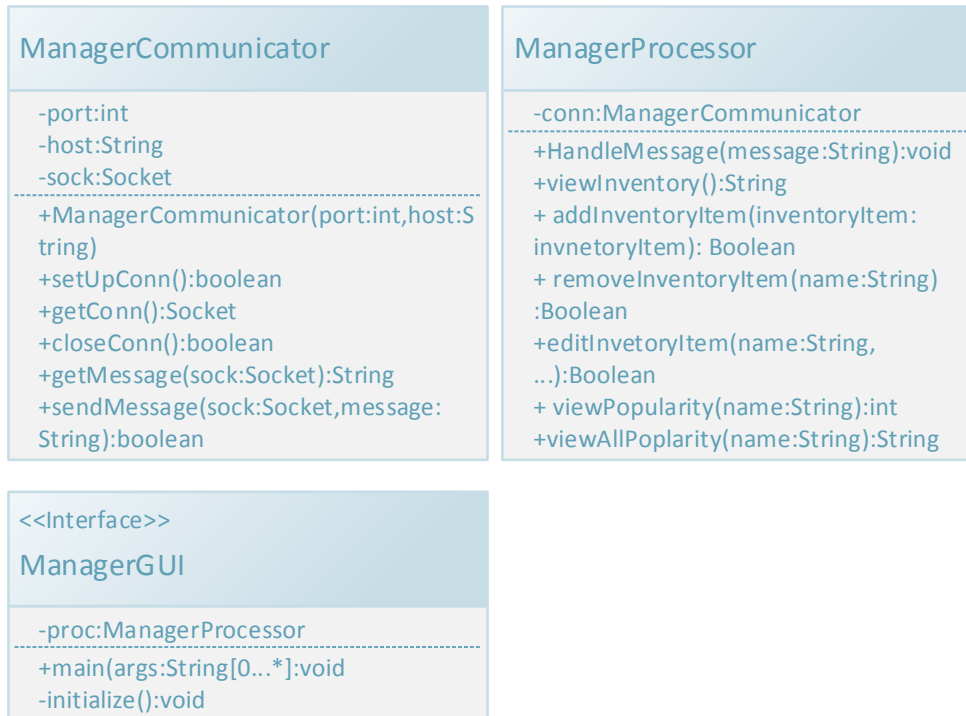 ManagerCommunicator
-port:int
-host:String
-sock:Socket
+ManagerCommunicator(port:int,host:S
tring)
+setUpConn():boolean
+getConn():Socket
+closeConn():boolean
+getMessage(sock:Socket):String
+sendMessage(sock:Socket,message:
String):boolean
ManagerProcessor
-conn:ManagerCommunicator
+HandleMessage(message:String):void
+viewInventory():String
+ addInventoryItem(inventoryItem:
invnetoryItem): Boolean
+ removeInventoryItem(name:String)
:Boolean
+editInvetoryItem(name:String,
...):Boolean
+ viewPopularity(name:String):int
+viewAllPoplarity(name:String):String
<<Interface>>
ManagerGUI
-proc:ManagerProcessor
+main(args:String[0...*]:void
-initialize():void